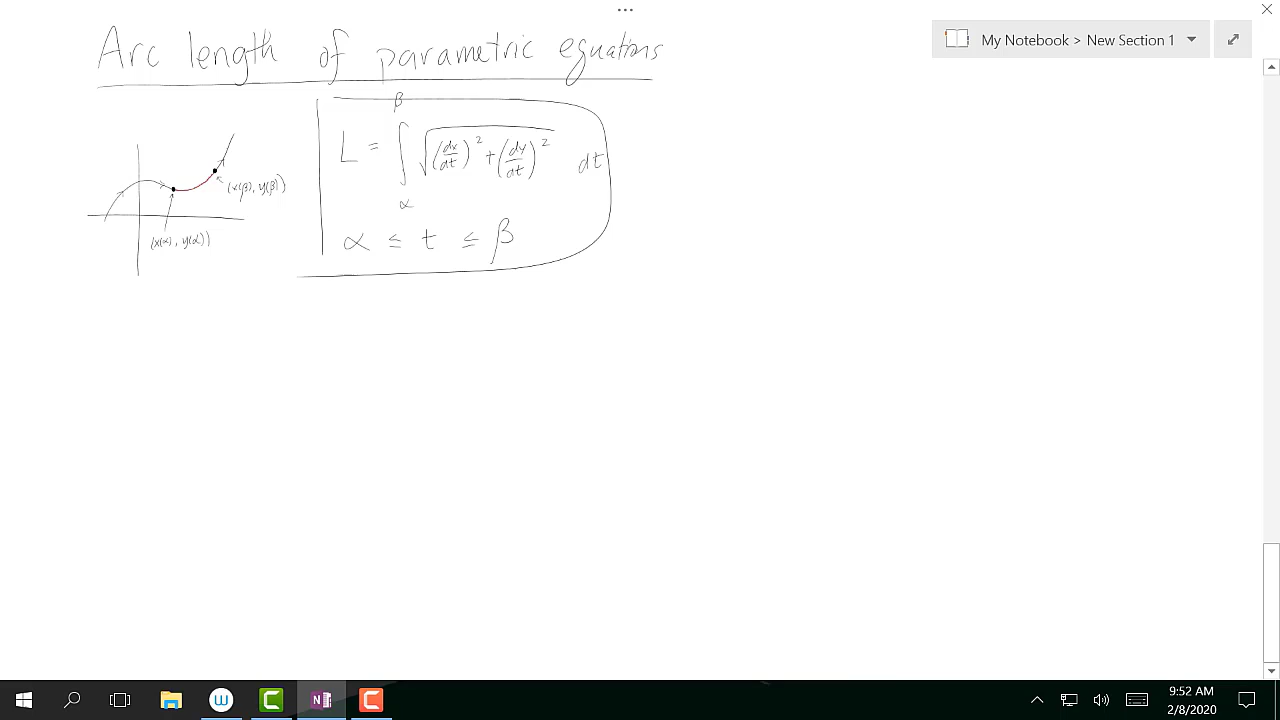 Arc length of parametric equations
My Notebook > New Section 1
L = ∫_α^β √((dx/dt)² + (dy/dt)²) dt
α ≤ t ≤ β
(x(β), y(β))
(x(α), y(α))
W
N
9:52 AM
2/8/2020